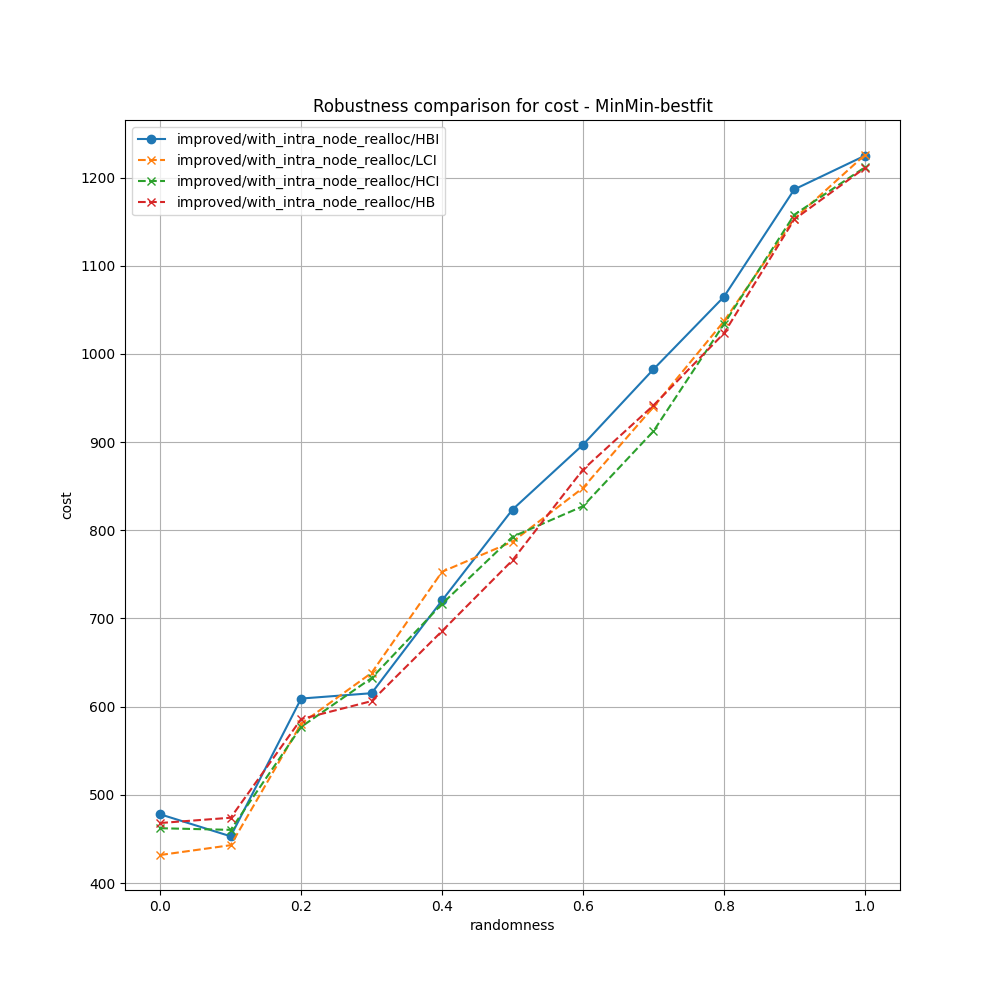 Robustness comparison for cost - MinMin-bestfit
improved/with_intra_node_realloc/HBI
improved/with_intra_node_realloc/LCI
improved/with_intra_node_realloc/HCI
improved/with_intra_node_realloc/HB
1200
1100
1000
900
800
700
600
500
400
cost
0.0 0.2 0.4 0.6 0.8 1.0
randomness